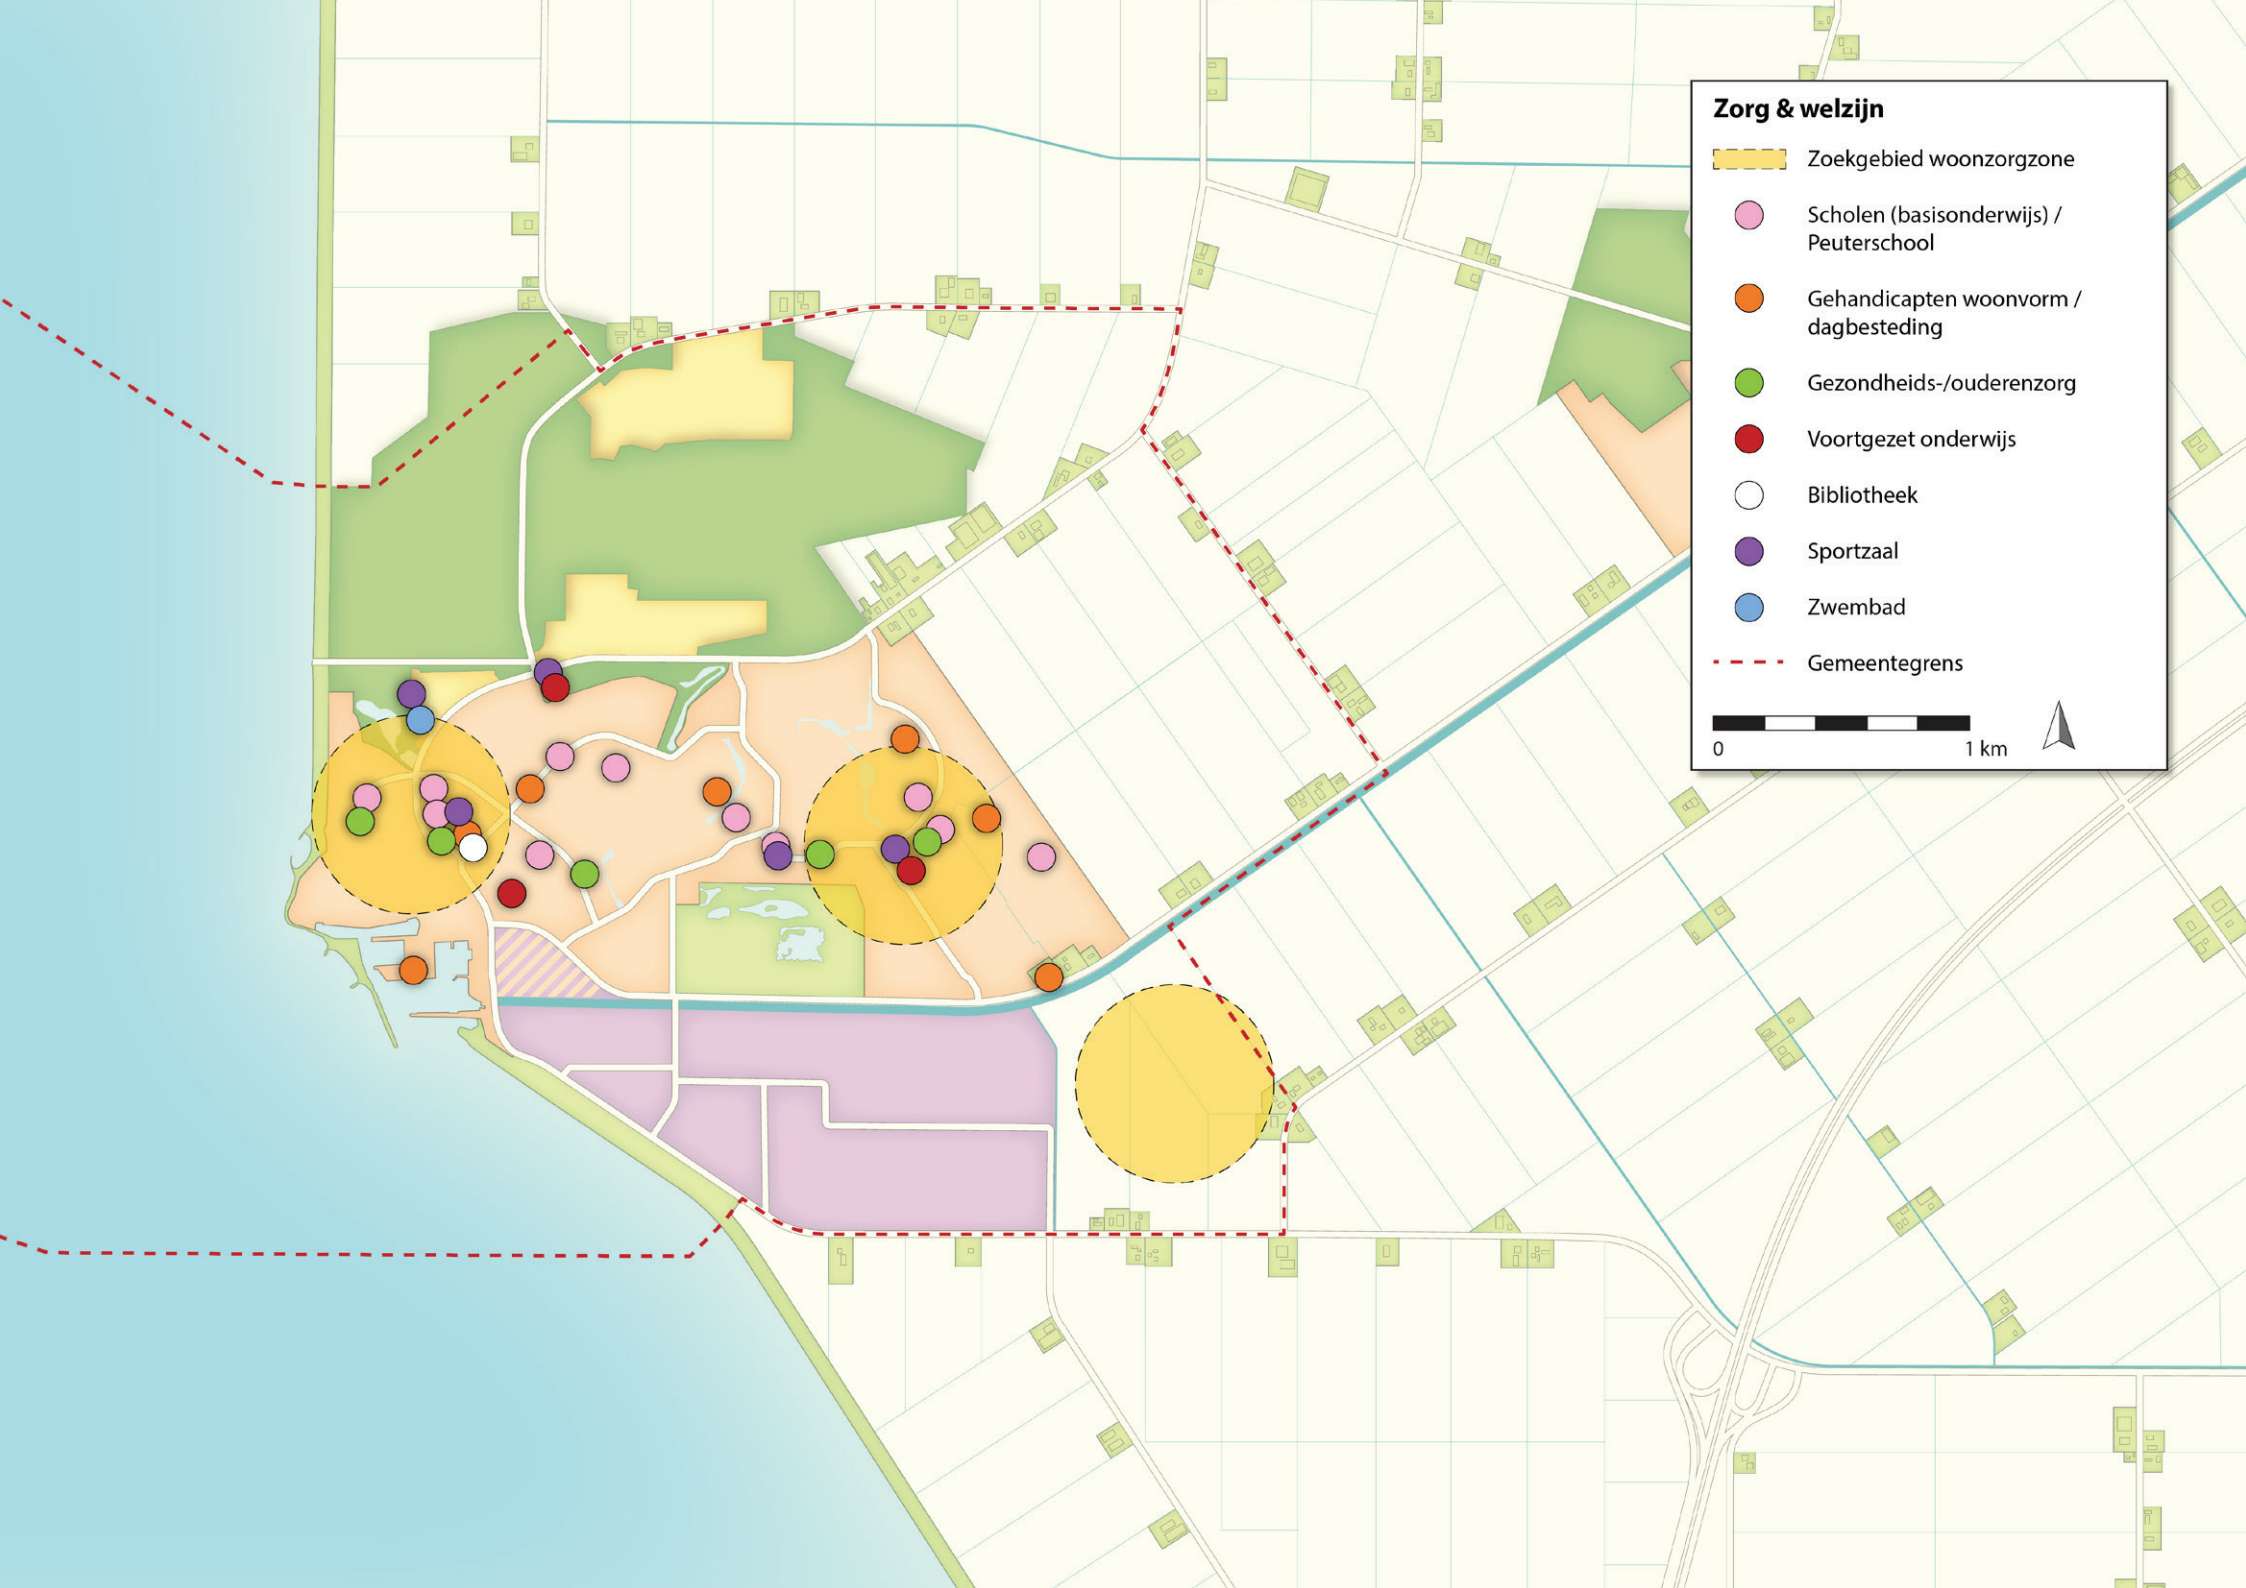 Zorg & welzijn
Zoekgebied woonzorgzone
Scholen (basisonderwijs) /
Peuterschool
Gehandicapten woonvorm /
dagbesteding
Gezondheids-/ouderenzorg
Voortgezet onderwijs
Bibliotheek
Sportzaal
Zwembad
Gemeentegrens
0 1 km